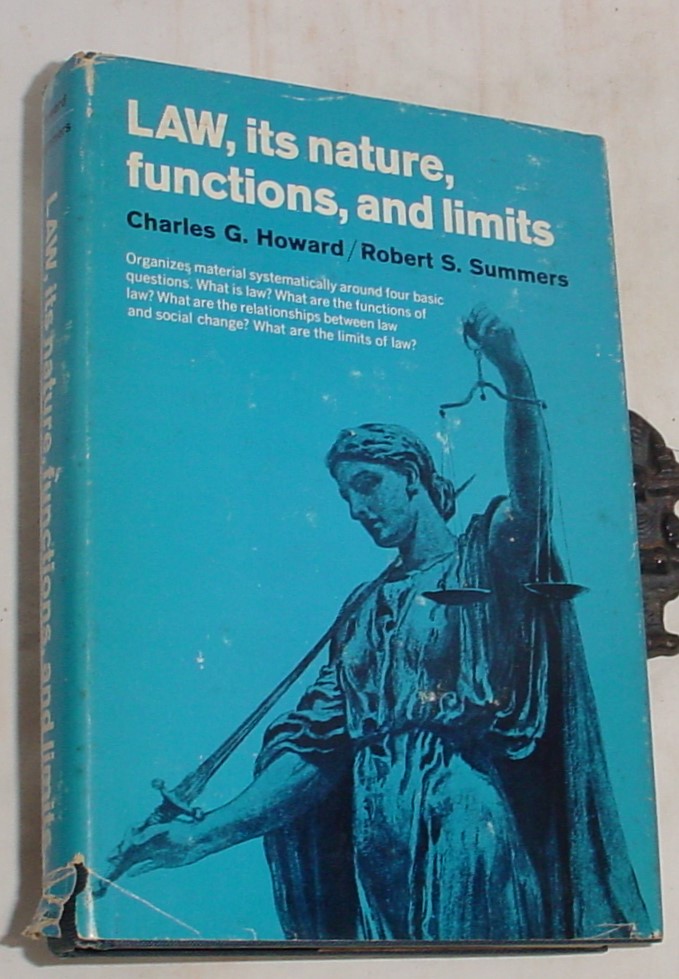 LAW, its nature,
functions, and limits
Charles G. Howard/Robert S. Summers
Organizes material systematically around four basic
questions. What is law? What are the functions of
law? What are the relationships between law
and social change? What are the limits of law?
LAW, its nature, functions, and limits